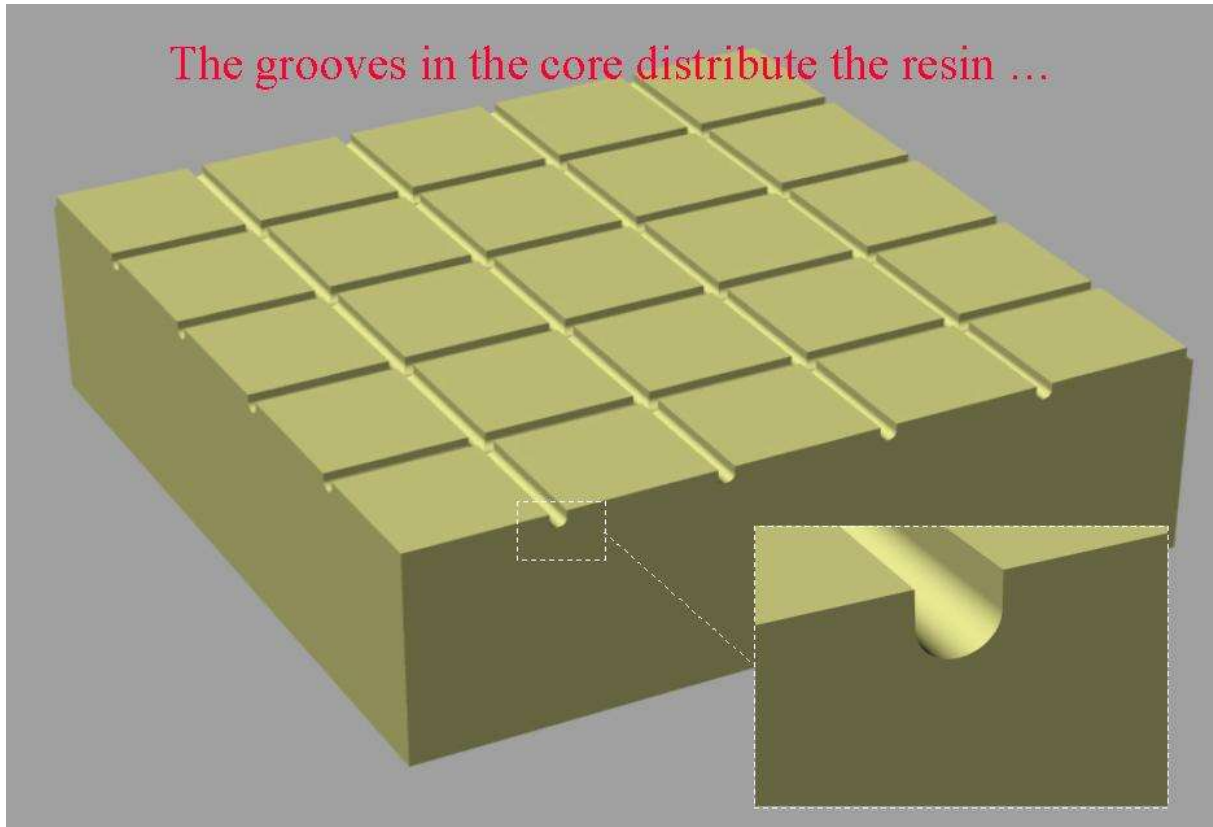 The grooves in the core distribute the resin ...